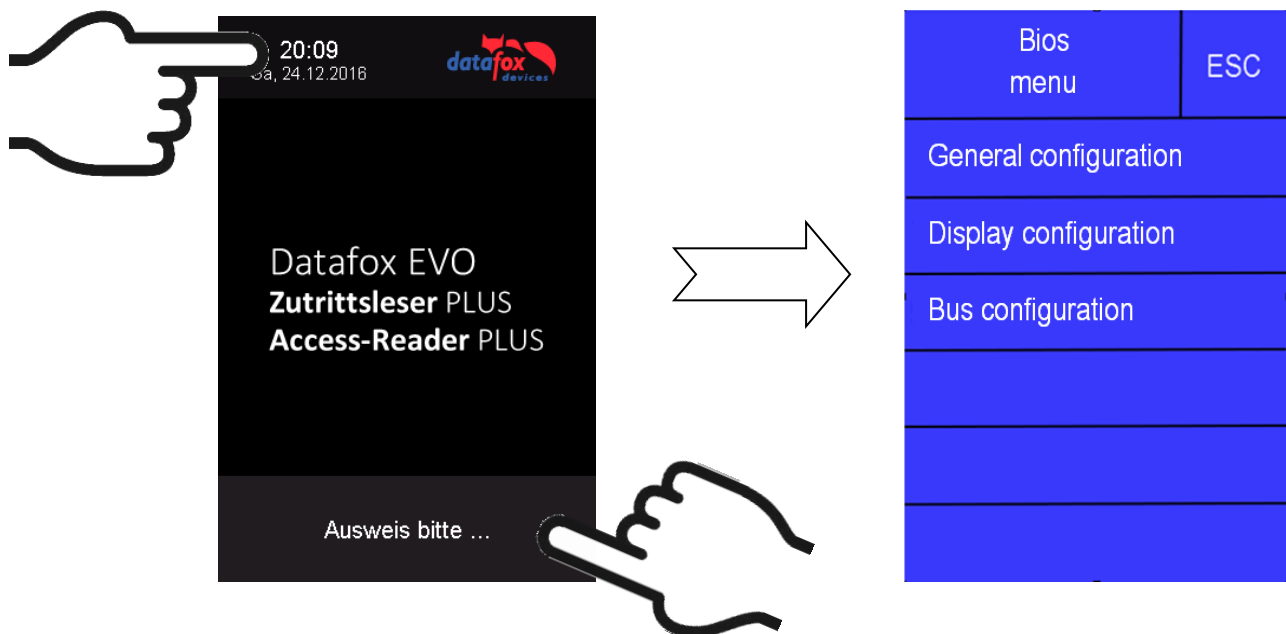 20:09
Sa, 24.12.2016
datafox
devices
Datafox EVO
Zutrittsleser PLUS
Access-Reader PLUS
Ausweis bitte ...
Bios
menu
ESC
General configuration
Display configuration
Bus configuration